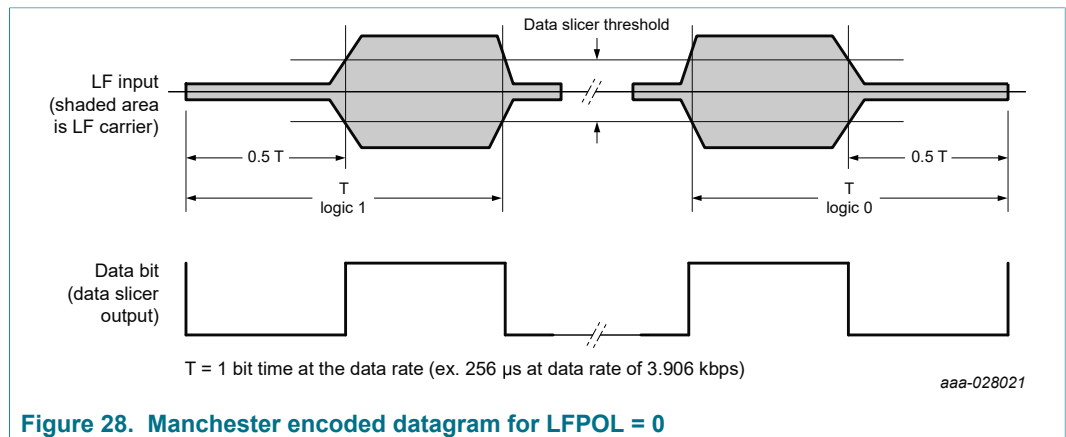 Data slicer threshold
LF input
(shaded area
is LF carrier)
0.5 T
0.5 T
T
logic 1
T
logic 0
Data bit
(data slicer
output)
T = 1 bit time at the data rate (ex. 256 µs at data rate of 3.906 kbps)
aaa-028021
Figure 28. Manchester encoded datagram for LFPOL = 0